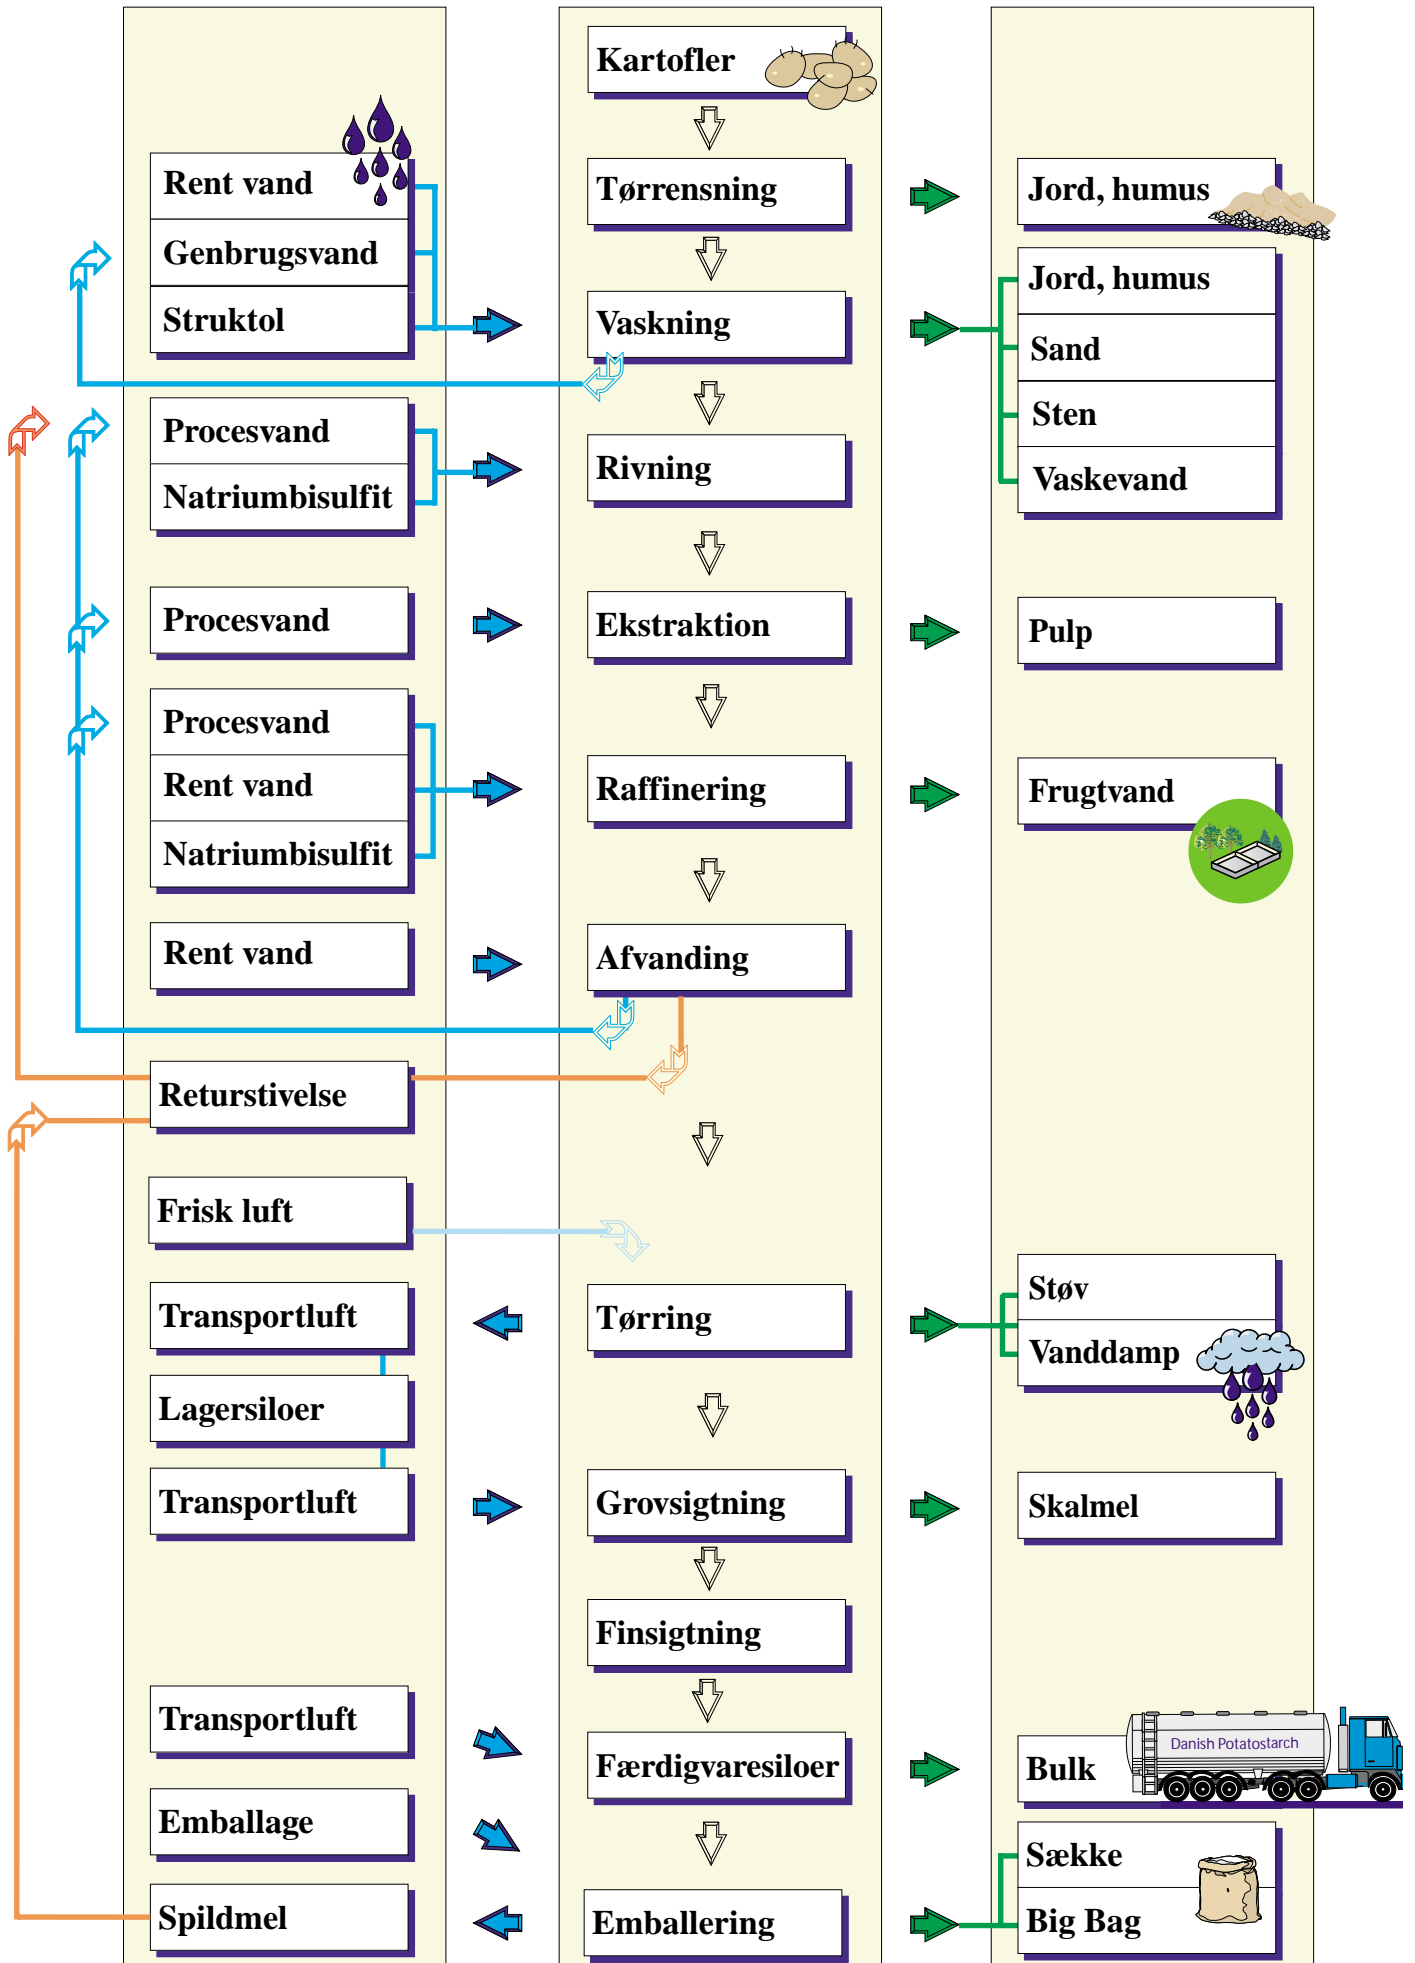 Kartofler
Rent vand
Tørrensning
Jord, humus
Genbrugsvand
Jord, humus
Struktol
Vaskning
Sand
Sten
Procesvand
Rivning
Vaskevand
Natriumbisulfit
Procesvand
Ekstraktion
Pulp
Procesvand
Rent vand
Raffinering
Frugtvand
Natriumbisulfit
Rent vand
Afvanding
Returstivelse
Frisk luft
Støv
Transportluft
Tørring
Vanddamp
Lagersiloer
Transportluft
Grovsigtning
Skalmel
Finsigtning
Transportluft
Danish Potatostarch
Færdigvaresiloer
Bulk
Emballage
Sække
Spildmel
Emballering
Big Bag